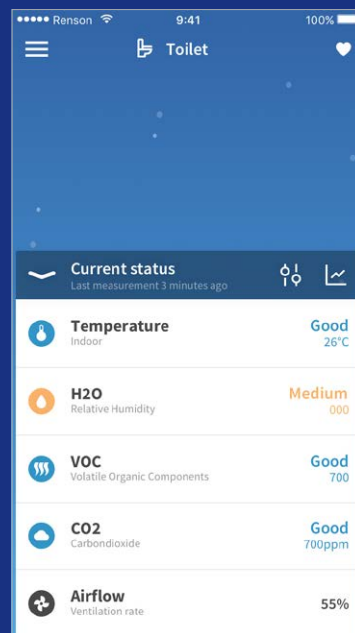 Renson 9:41 100%
Toilet
Current status
Last measurement 3 minutes ago
Temperature Good
Indoor 26°C
H2O Medium
Relative Humidity 000
VOC Good
Volatile Organic Components 700
CO2 Good
Carbondioxide 700ppm
Airflow 55%
Ventilation rate